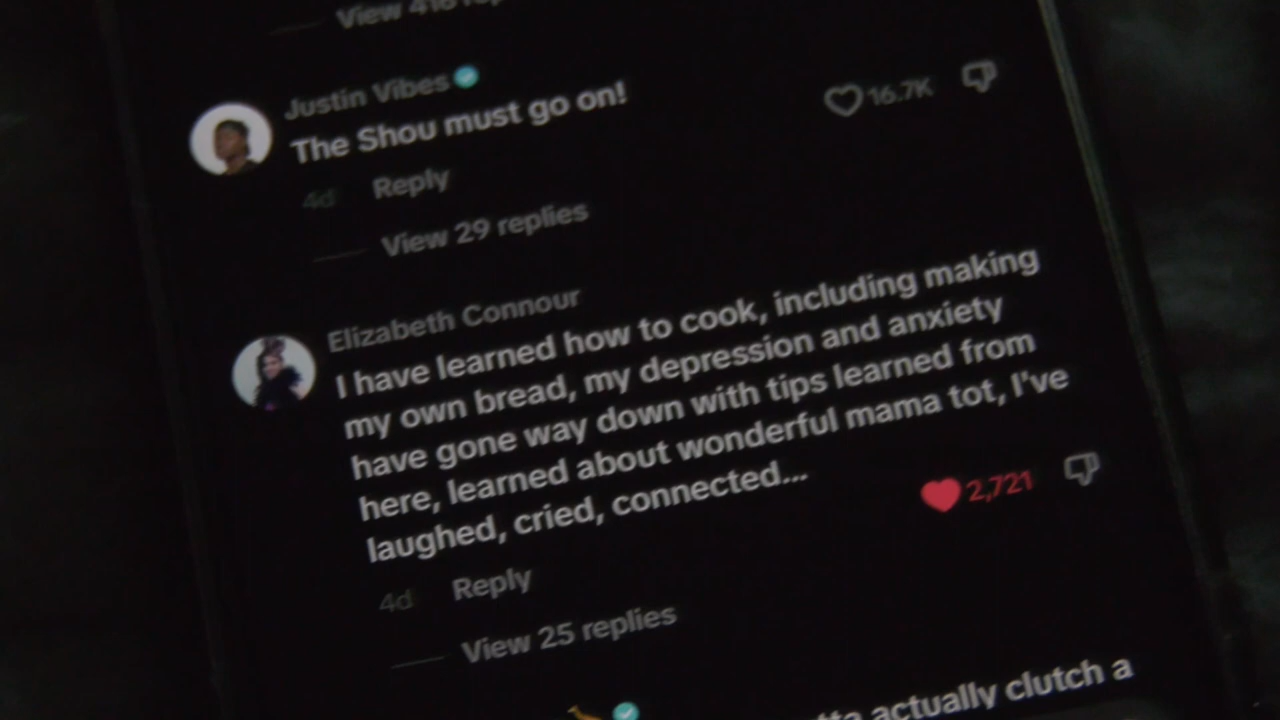 View 416
Justin Vibes
The Shou must go on!
16.7K
4d Reply
View 29 replies
Elizabeth Connour
I have learned how to cook, including making
my own bread, my depression and anxiety
have gone way down with tips learned from
here, learned about wonderful mama tot, I've
laughed, cried, connected...
2,721
4d Reply
View 25 replies
actually clutch a